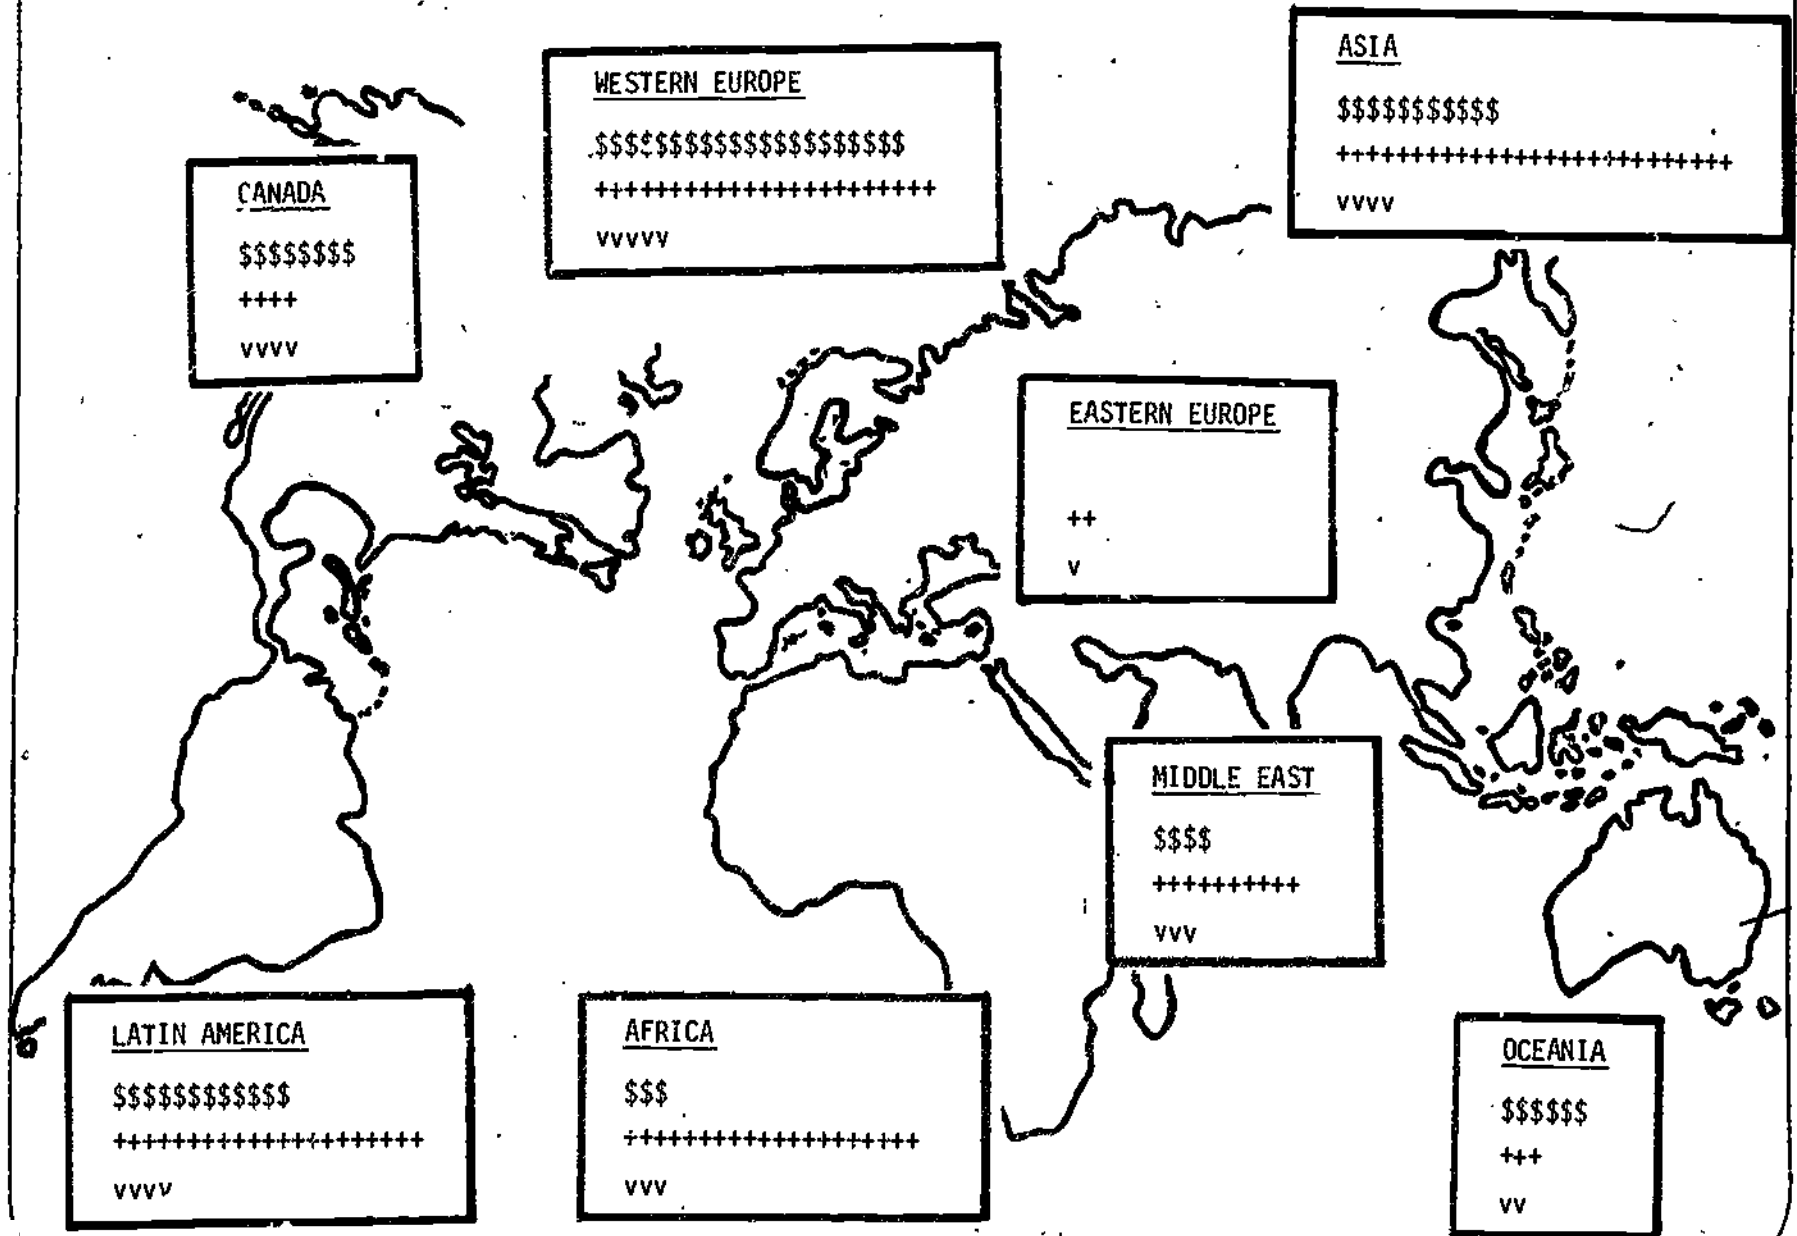 WESTERN EUROPE
$$$$$$$$$$$$$$$$$$$$$
+++++++++++++++++++++++
vvvvv
ASIA
$$$$$$$$$$$
+++++++++++++++++++++++++++
vvvv
CANADA
$$$$$$$$
++++
vvvv
EASTERN EUROPE
++
v
MIDDLE EAST
$$$$
++++++++++
vvv
LATIN AMERICA
$$$$$$$$$$$$
+++++++++++++++++++++
vvvv
AFRICA
$$$
++++++++++++++++++++
vvv
OCEANIA
$$$$$$
+++
vv